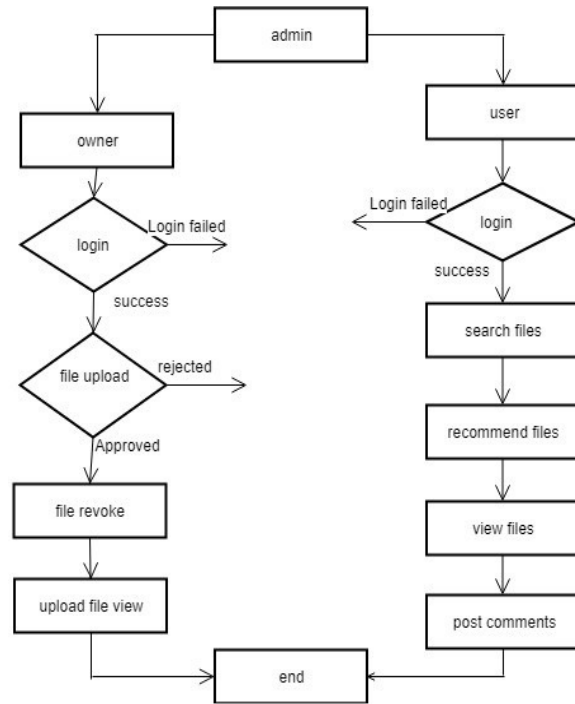 admin
owner
login
Login failed
success
file upload
rejected
Approved
file revoke
upload file view
user
login
Login failed
success
search files
recommend files
view files
post comments
end